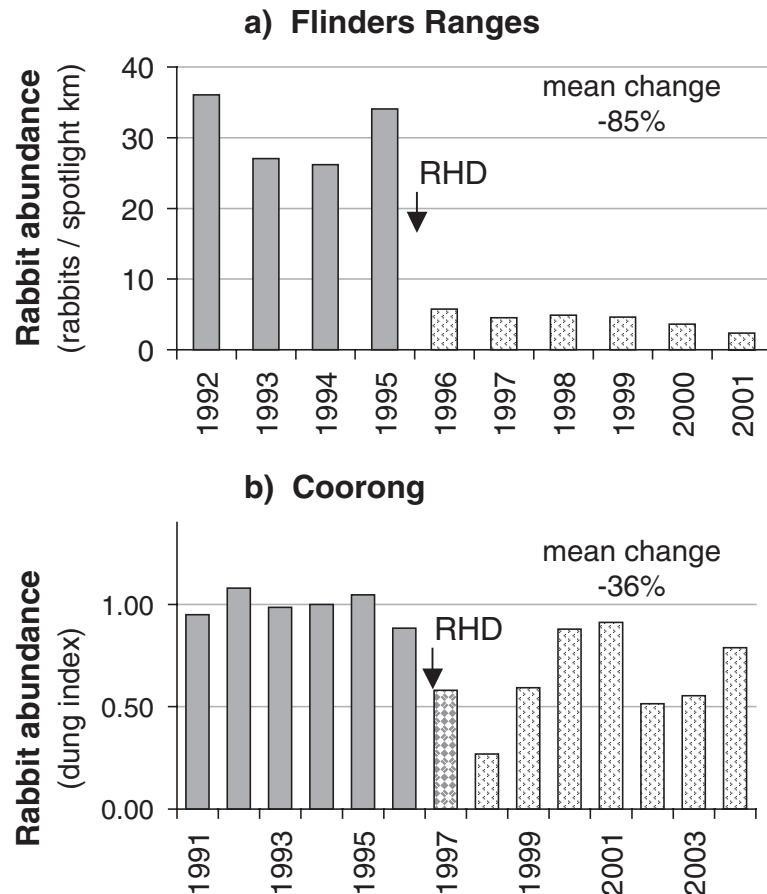 a) Flinders Ranges
Rabbit abundance
(rabbits / spotlight km)
40
30
20
10
0
mean change
-85%
RHD
1992
1993
1994
1995
1996
1997
1998
1999
2000
2001
b) Coorong
Rabbit abundance
(dung index)
1.00
0.50
0.00
mean change
-36%
RHD
1991
1993
1995
1997
1999
2001
2003